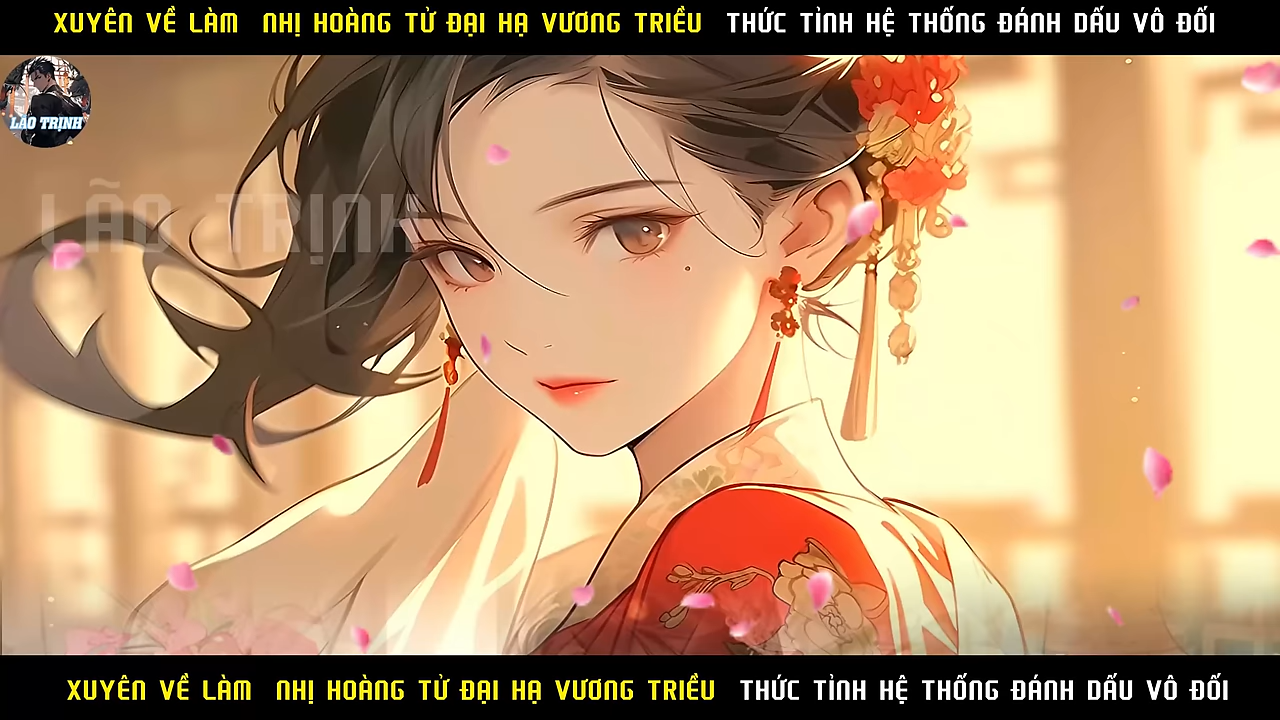 XUYÊN VỀ LÀM NHỊ HOÀNG TỬ ĐẠI HẠ VƯƠNG TRIỀU THỨC TỈNH HỆ THỐNG ĐÁNH DẤU VÔ ĐỐI
LÃO TRỊNH
LÃO TRỊNH
XUYÊN VỀ LÀM NHỊ HOÀNG TỬ ĐẠI HẠ VƯƠNG TRIỀU THỨC TỈNH HỆ THỐNG ĐÁNH DẤU VÔ ĐỐI